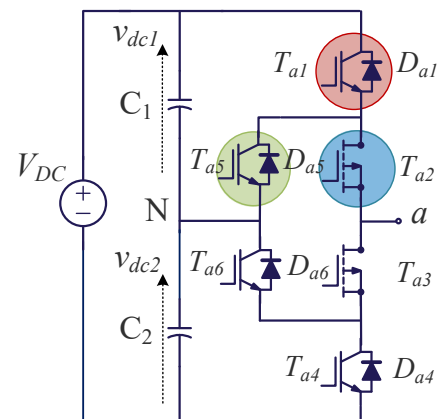 v_dc1
T_a1
D_a1
C_1
T_a5
D_a5
T_a2
V_DC
N
a
v_dc2
T_a6
D_a6
T_a3
C_2
T_a4
D_a4